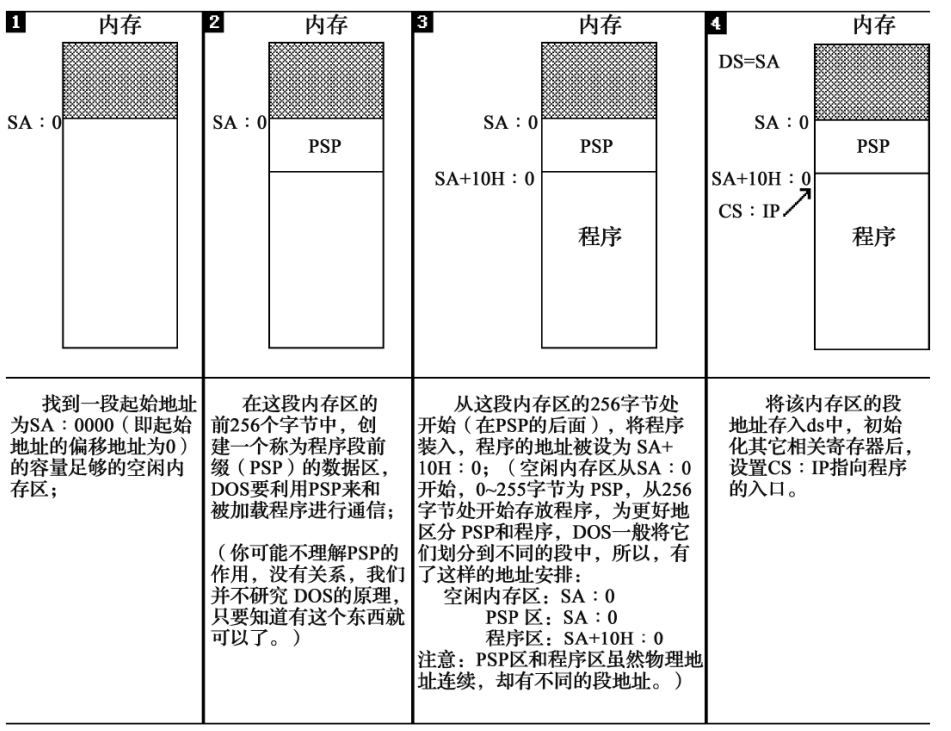 1
内存
SA：0
找到一段起始地址
为SA：0000（即起始
地址的偏移地址为0）
的容量足够的空闲内
存区；
2
内存
SA：0
PSP
在这段内存区的
前256个字节中，创
建一个称为程序段前
缀（PSP）的数据区，
DOS要利用PSP来和
被加载程序进行通信；
（你可能不理解PSP的
作用，没有关系，我们
并不研究 DOS的原理，
只要知道有这个东西就
可以了。）
3
内存
SA：0
PSP
SA+10H：0
程序
从这段内存区的256字节处
开始（在PSP的后面），将程序
装入，程序的地址被设为 SA+
10H：0；（空闲内存区从SA：0
开始，0~255字节为 PSP，从256
字节处开始存放程序，为更好地
区分 PSP和程序，DOS一般将它
们划分到不同的段中，所以，有
了这样的地址安排：
空闲内存区：SA：0
PSP 区：SA：0
程序区：SA+10H：0
注意：PSP区和程序区虽然物理地
址连续，却有不同的段地址。）
4
内存
DS=SA
SA：0
PSP
SA+10H：0
CS：IP
程序
将该内存区的段
地址存入ds中，初始
化其它相关寄存器后，
设置CS：IP指向程序
的入口。